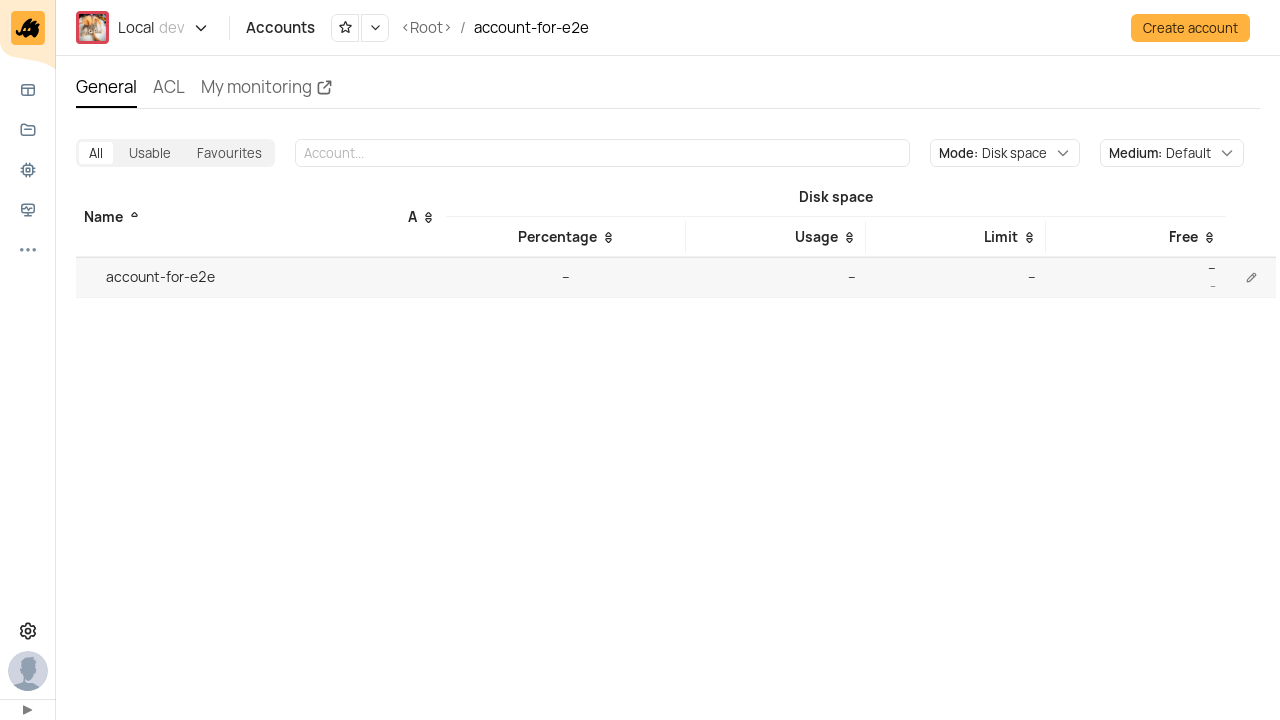 Local dev
Accounts
<Root> / account-for-e2e
Create account
General
ACL
My monitoring
All
Usable
Favourites
Account...
Mode: Disk space
Medium: Default
Name
A
Disk space
Percentage
Usage
Limit
Free
account-for-e2e
–
–
–
–
–